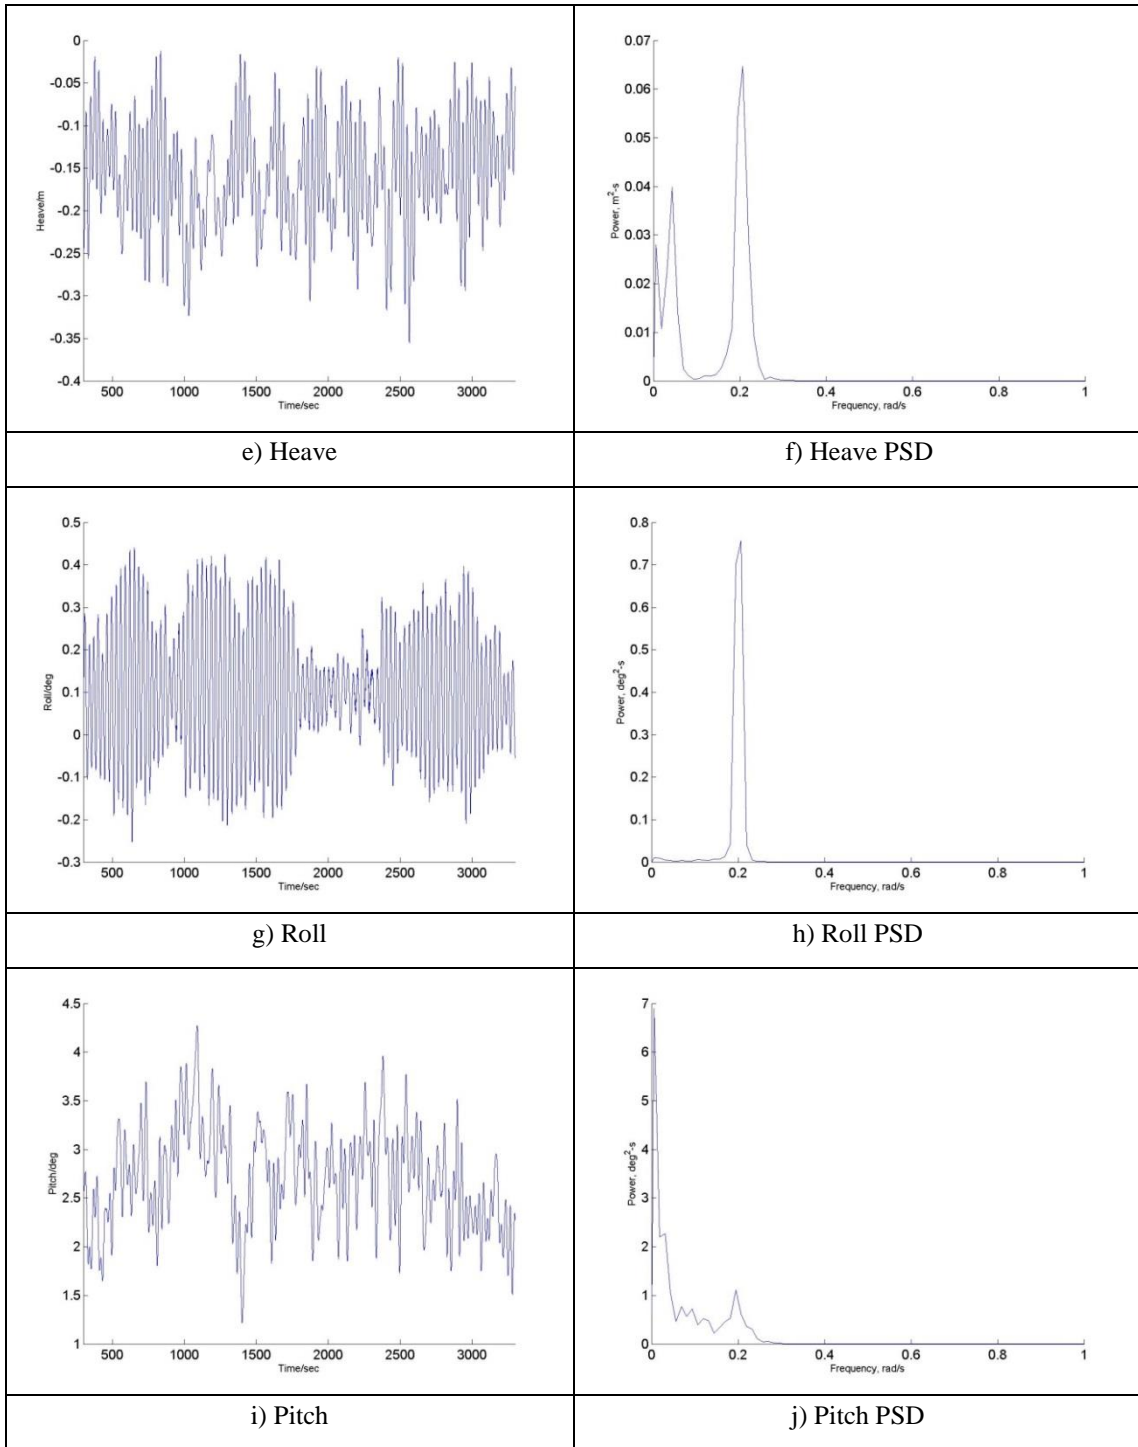 0
-0.05
-0.1
-0.15
-0.2
-0.25
-0.3
-0.35
-0.4
Heave/m
500 1000 1500 2000 2500 3000
Time/sec
0.07
0.06
0.05
0.04
0.03
0.02
0.01
0
Power, m²-s
0 0.2 0.4 0.6 0.8 1
Frequency, rad/s
e) Heave
f) Heave PSD
0.5
0.4
0.3
0.2
0.1
0
-0.1
-0.2
-0.3
Roll/deg
500 1000 1500 2000 2500 3000
Time/sec
0.8
0.7
0.6
0.5
0.4
0.3
0.2
0.1
0
Power, deg²-s
0 0.2 0.4 0.6 0.8 1
Frequency, rad/s
g) Roll
h) Roll PSD
4.5
4
3.5
3
2.5
2
1.5
1
Pitch/deg
500 1000 1500 2000 2500 3000
Time/sec
7
6
5
4
3
2
1
0
Power, deg²-s
0 0.2 0.4 0.6 0.8 1
Frequency, rad/s
i) Pitch
j) Pitch PSD